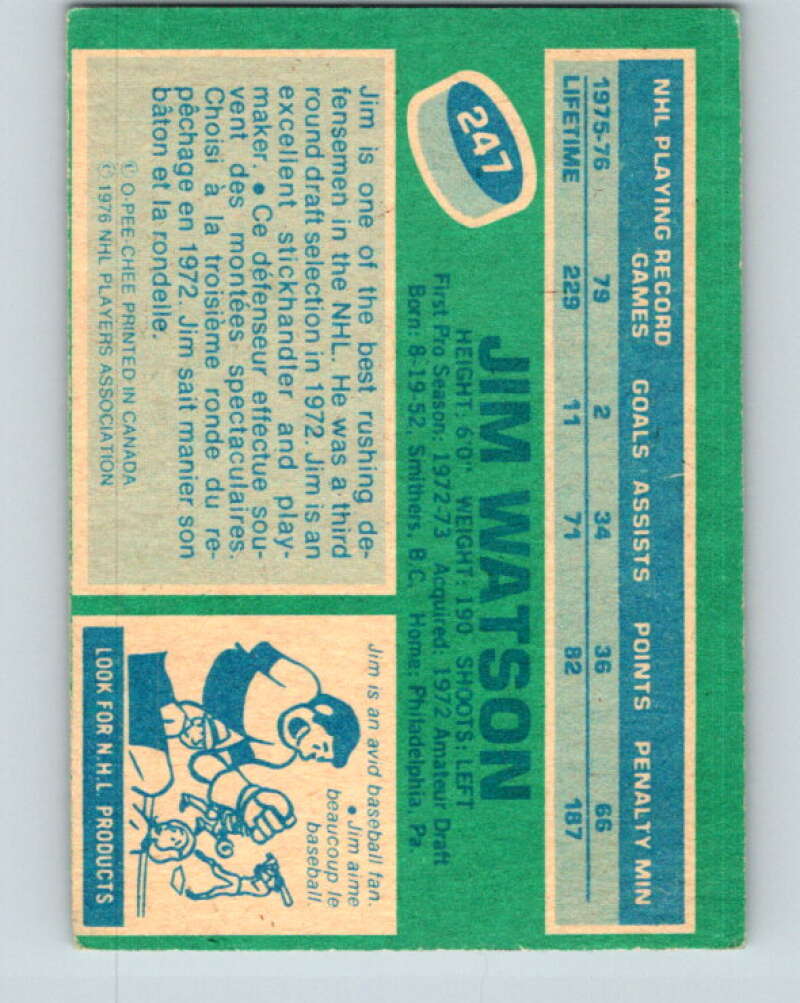 NHL PLAYING RECORD
GAMES GOALS ASSISTS POINTS PENALTY MIN
1975-76 79 2 34 36 66
LIFETIME 229 11 71 82 187
247
JIM WATSON
HEIGHT: 6'0" WEIGHT: 190 SHOOTS: LEFT
First Pro Season: 1972-73 Acquired: 1972 Amateur Draft
Born: 8-19-52, Smithers, B.C. Home: Philadelphia, Pa.
Jim is one of the best rushing de-
fensemen in the NHL. He was a third
round draft selection in 1972. Jim is an
excellent stickhandler and play-
maker. • Ce défenseur effectue sou-
vent des montées spectaculaires.
Choisi à la troisième ronde du re-
pêchage en 1972. Jim sait manier son
bâton et la rondelle.
© O-PEE-CHEE PRINTED IN CANADA
© 1976 NHL PLAYERS ASSOCIATION
Jim is an avid baseball fan.
• Jim aime
beaucoup le
baseball.
LOOK FOR N.H.L PRODUCTS